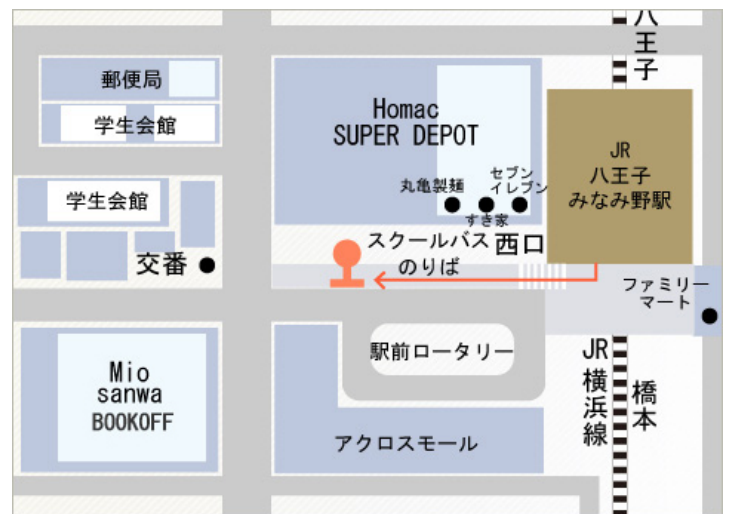 八王子
郵便局
学生会館
Homac
SUPER DEPOT
JR
八王子
みなみ野駅
学生会館
丸亀製麺
セブン
イレブン
すき家
スクールバス
のりば
西口
交番
ファミリー
マート
駅前ロータリー
JR横浜線
橋本
Mio
sanwa
BOOKOFF
アクロスモール